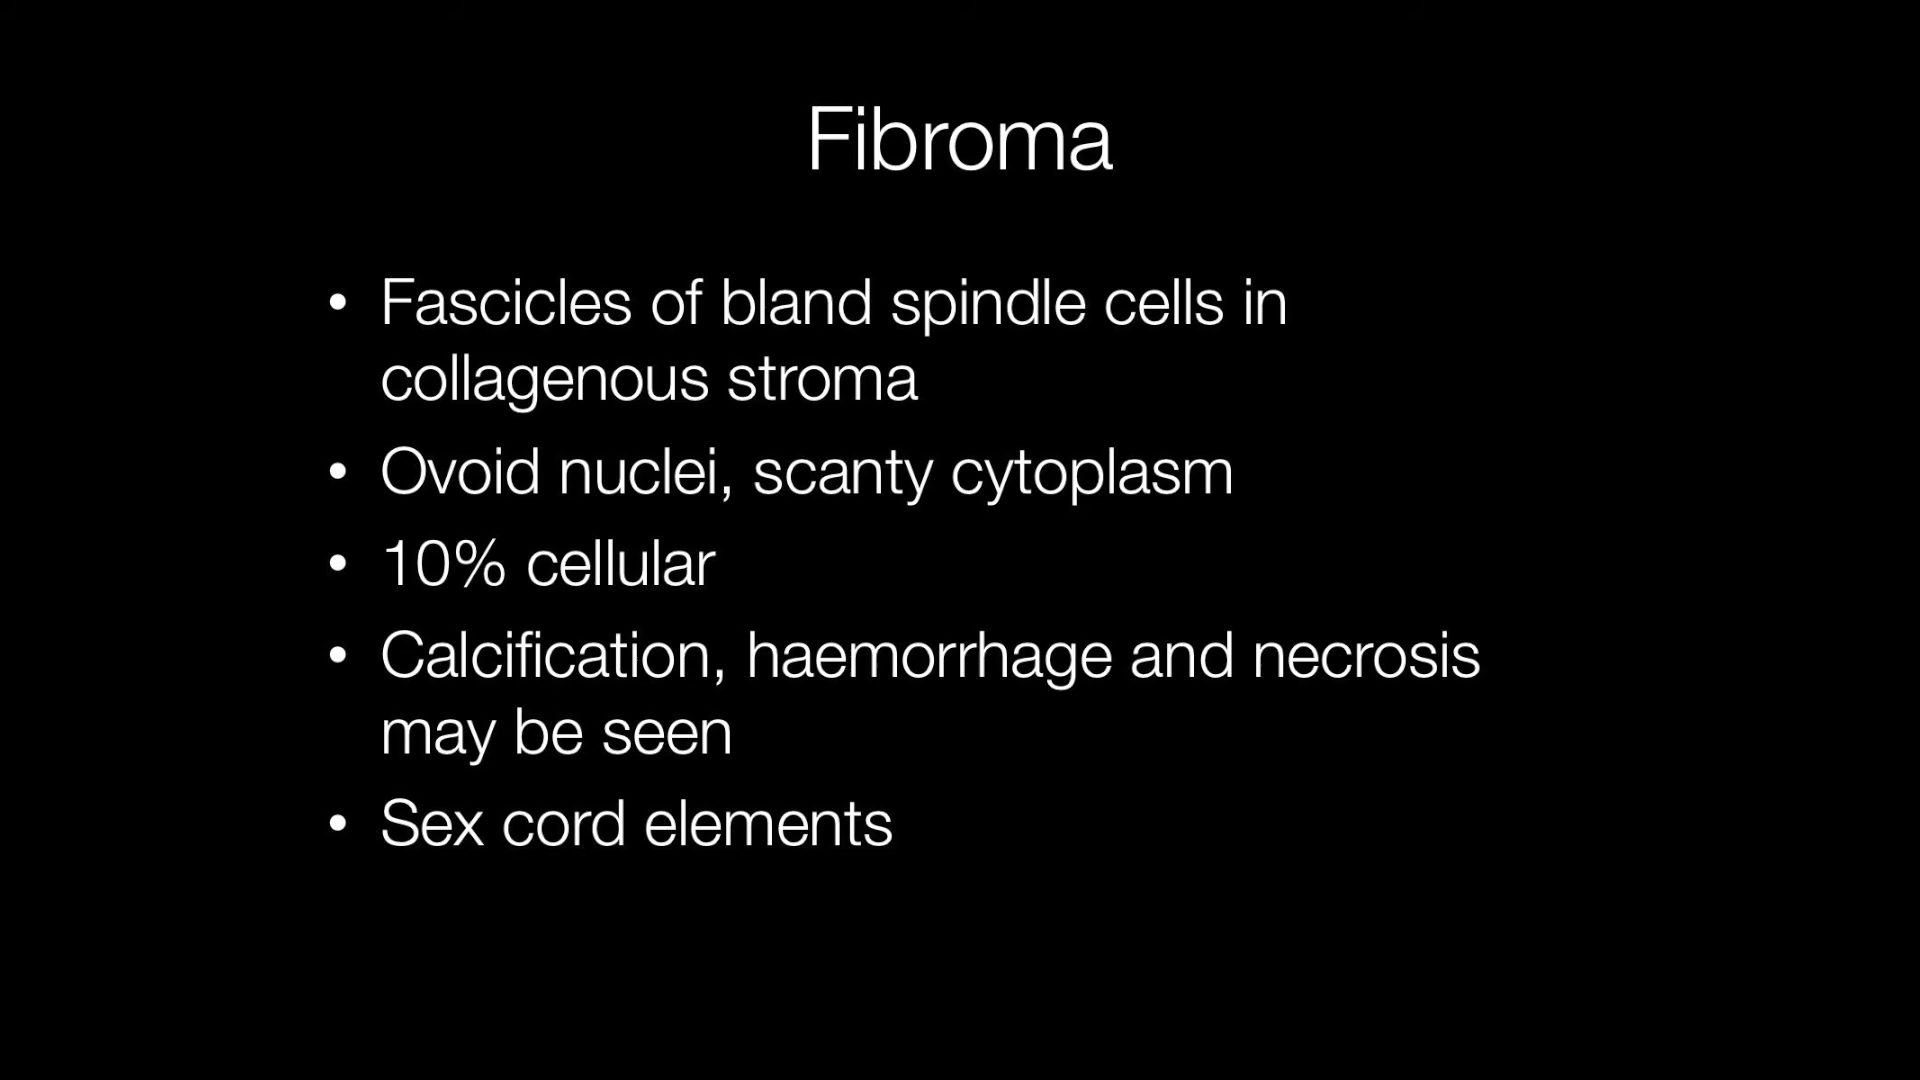 Fibroma
• Fascicles of bland spindle cells in
collagenous stroma
• Ovoid nuclei, scanty cytoplasm
• 10% cellular
• Calcification, haemorrhage and necrosis
may be seen
• Sex cord elements